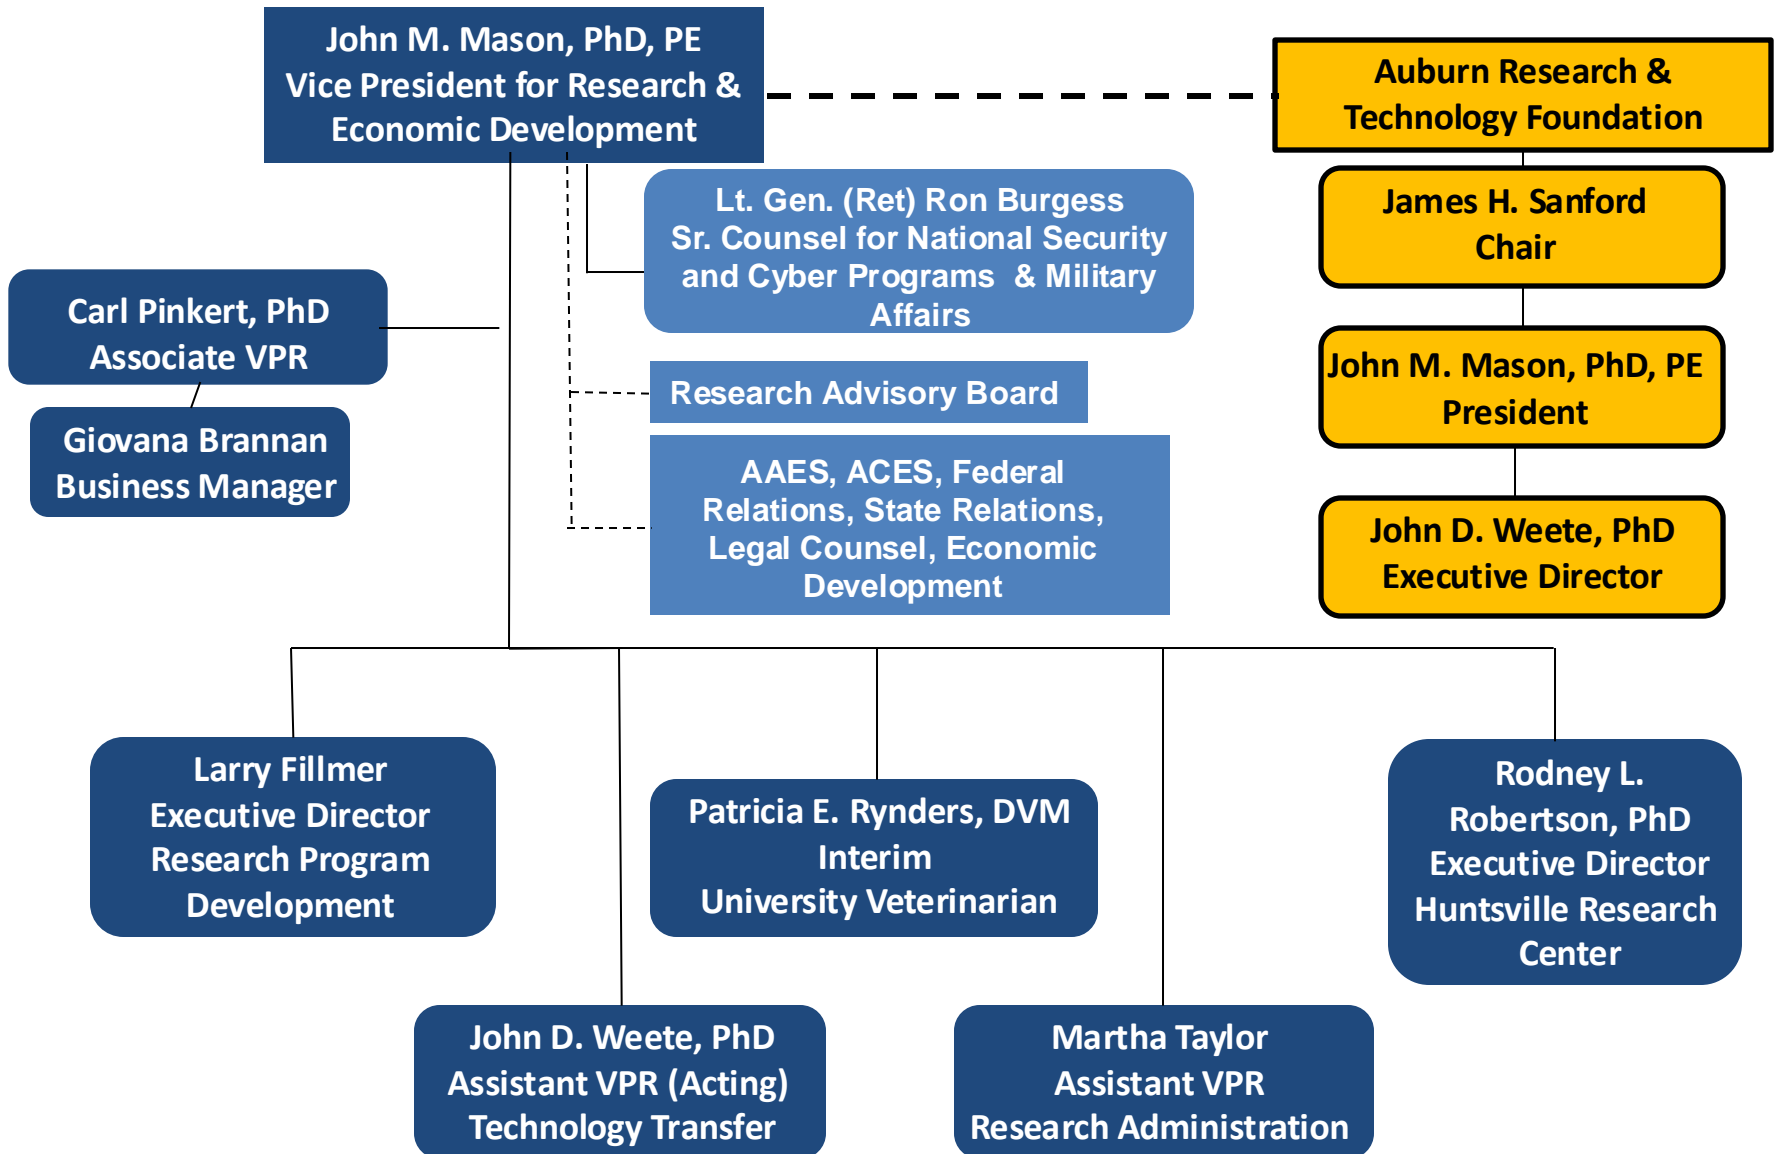 John M. Mason, PhD, PE
Vice President for Research &
Economic Development
Auburn Research &
Technology Foundation
James H. Sanford
Chair
John M. Mason, PhD, PE
President
John D. Weete, PhD
Executive Director
Lt. Gen. (Ret) Ron Burgess
Sr. Counsel for National Security
and Cyber Programs & Military
Affairs
Carl Pinkert, PhD
Associate VPR
Giovana Brannan
Business Manager
Research Advisory Board
AAES, ACES, Federal
Relations, State Relations,
Legal Counsel, Economic
Development
Larry Fillmer
Executive Director
Research Program
Development
John D. Weete, PhD
Assistant VPR (Acting)
Technology Transfer
Patricia E. Rynders, DVM
Interim
University Veterinarian
Martha Taylor
Assistant VPR
Research Administration
Rodney L.
Robertson, PhD
Executive Director
Huntsville Research
Center